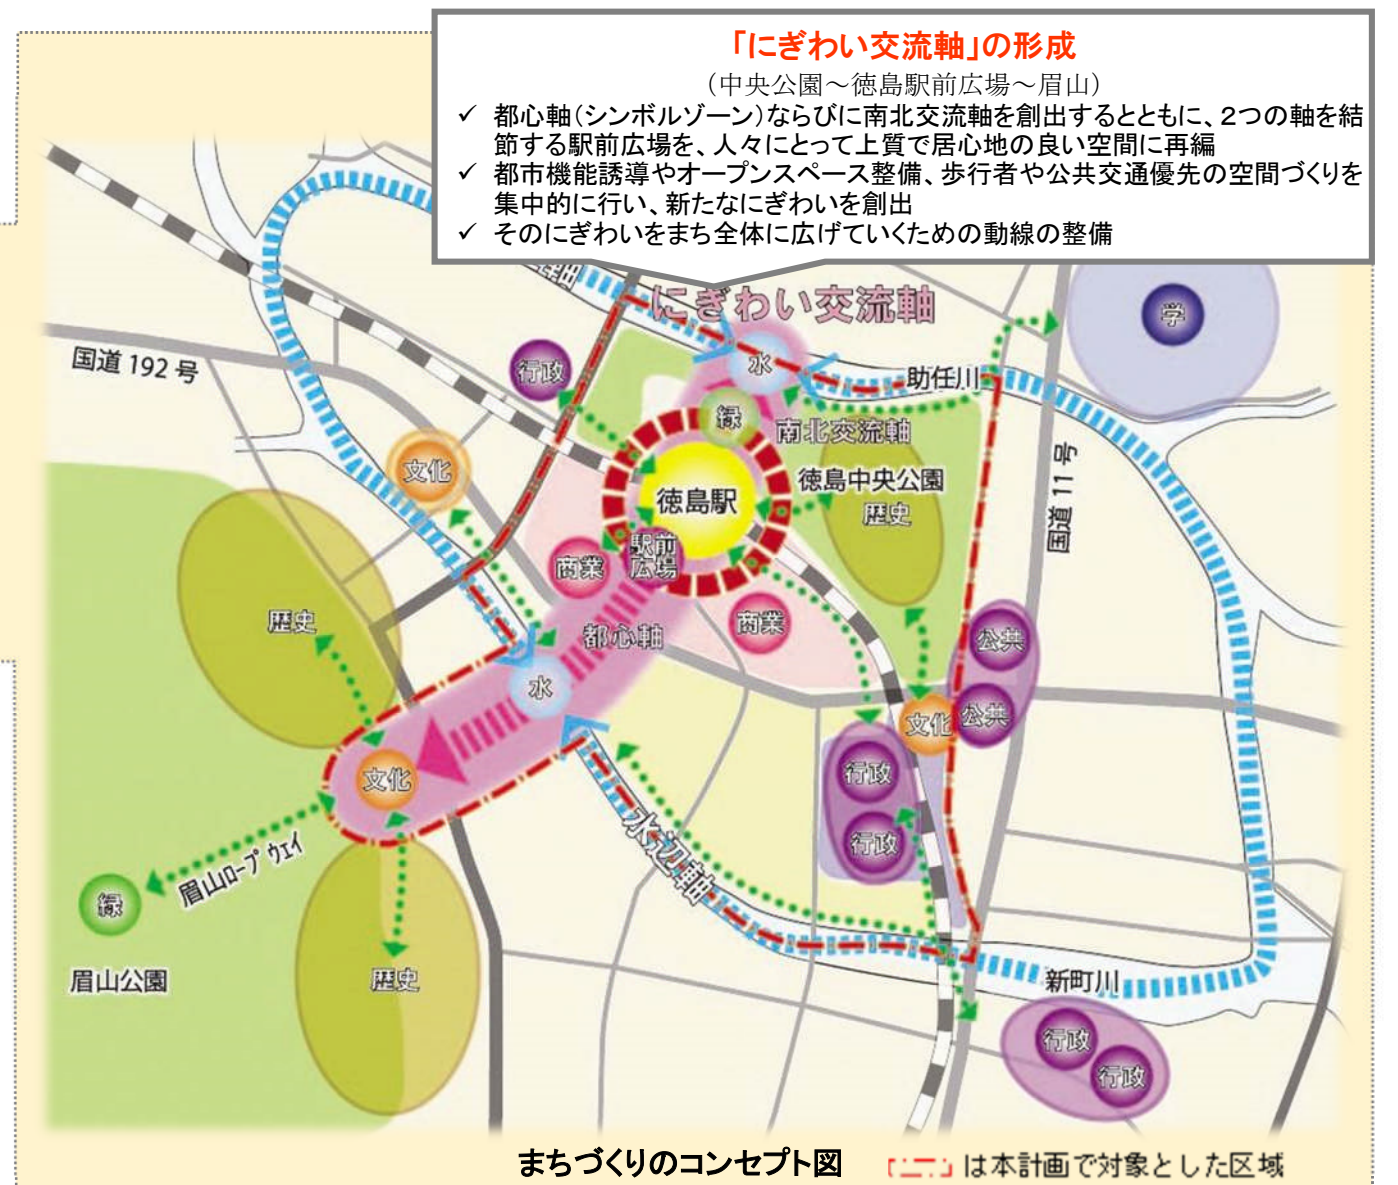 「にぎわい交流軸」の形成
（中央公園～徳島駅前広場～眉山）
✓ 都心軸（シンボルゾーン）ならびに南北交流軸を創出するとともに、２つの軸を結
節する駅前広場を、人々にとって上質で居心地の良い空間に再編
✓ 都市機能誘導やオープンスペース整備、歩行者や公共交通優先の空間づくりを
集中的に行い、新たなにぎわいを創出
✓ そのにぎわいをまち全体に広げていくための動線の整備
にぎわい交流軸
学
国道 192 号
行政
水
助任川
緑
南北交流軸
文化
徳島駅
徳島中央公園
歴史
国道 11 号
駅前
広場
商業
商業
歴史
都心軸
公共
水
文化
公共
文化
行政
行政
水辺軸
眉山ロープウェイ
緑
眉山公園
歴史
新町川
行政
行政
まちづくりのコンセプト図
は本計画で対象とした区域